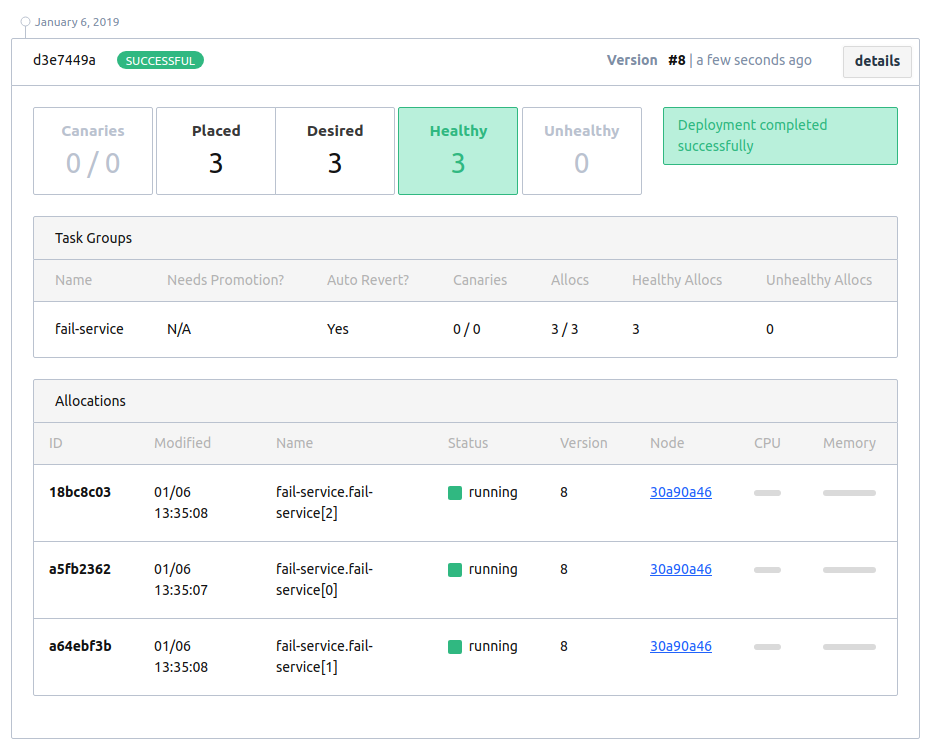 January 6, 2019
d3e7449a SUCCESSFUL Version #8 | a few seconds ago details
Canaries Placed Desired Healthy Unhealthy
0 / 0 3 3 3 0
Deployment completed
successfully
Task Groups
Name Needs Promotion? Auto Revert? Canaries Allocs Healthy Allocs Unhealthy Allocs
fail-service N/A Yes 0 / 0 3 / 3 3 0
Allocations
ID Modified Name Status Version Node CPU Memory
18bc8c03 01/06 fail-service.fail- running 8 30a90a46
13:35:08 service[2]
a5fb2362 01/06 fail-service.fail- running 8 30a90a46
13:35:07 service[0]
a64ebf3b 01/06 fail-service.fail- running 8 30a90a46
13:35:08 service[1]